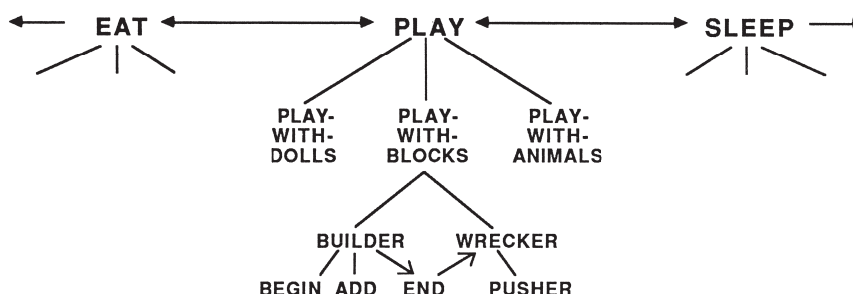 EAT PLAY SLEEP
PLAY- PLAY- PLAY-
WITH- WITH- WITH-
DOLLS BLOCKS ANIMALS
BUILDER WRECKER
BEGIN ADD END PUSHER